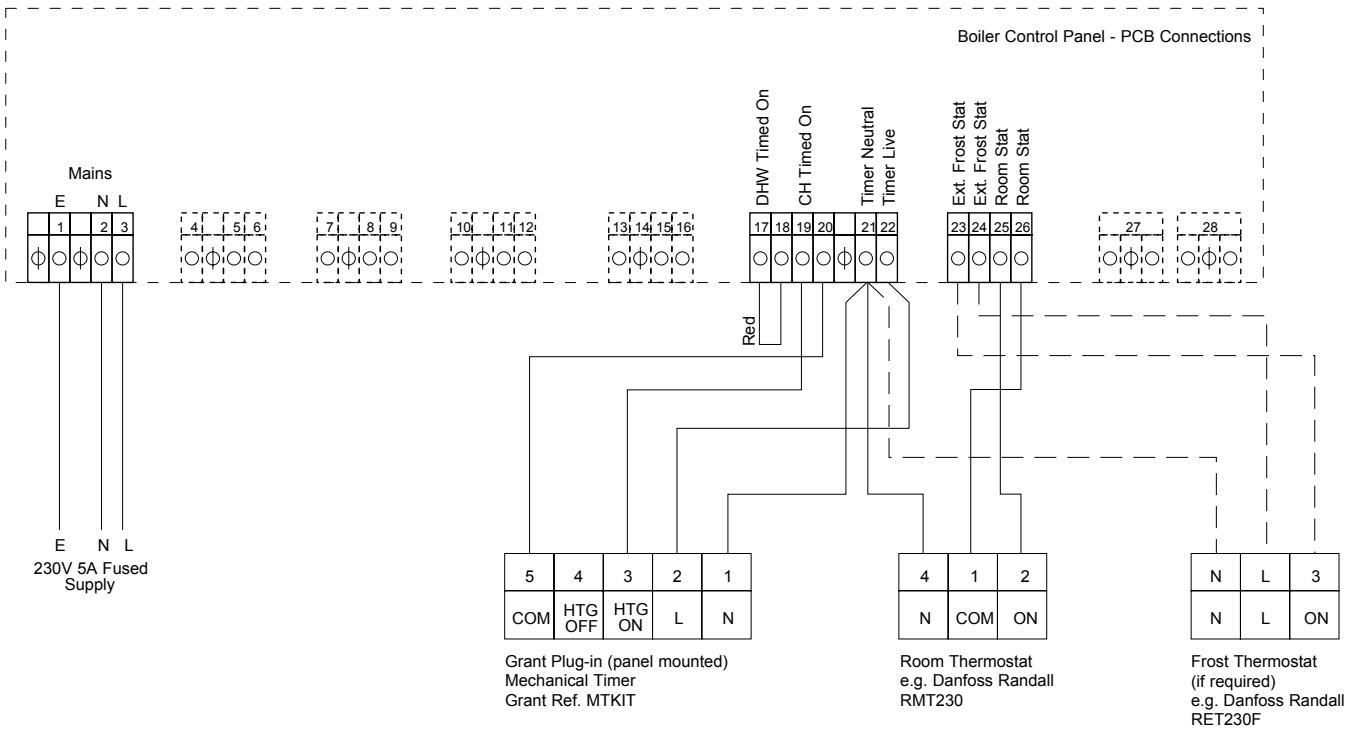 Boiler Control Panel - PCB Connections
DHW Timed On
CH Timed On
Timer Neutral
Timer Live
Ext. Frost Stat
Ext. Frost Stat
Room Stat
Room Stat
Mains
E N L
1 2 3
4 5 6
7 8 9
10 11 12
13 14 15 16
17 18 19 20 21 22
23 24 25 26
27
28
Red
E N L
230V 5A Fused
Supply
5 4 3 2 1
COM HTG OFF HTG ON L N
Grant Plug-in (panel mounted)
Mechanical Timer
Grant Ref. MTKIT
4 1 2
N COM ON
Room Thermostat
e.g. Danfoss Randall
RMT230
N L 3
N L ON
Frost Thermostat
(if required)
e.g. Danfoss Randall
RET230F